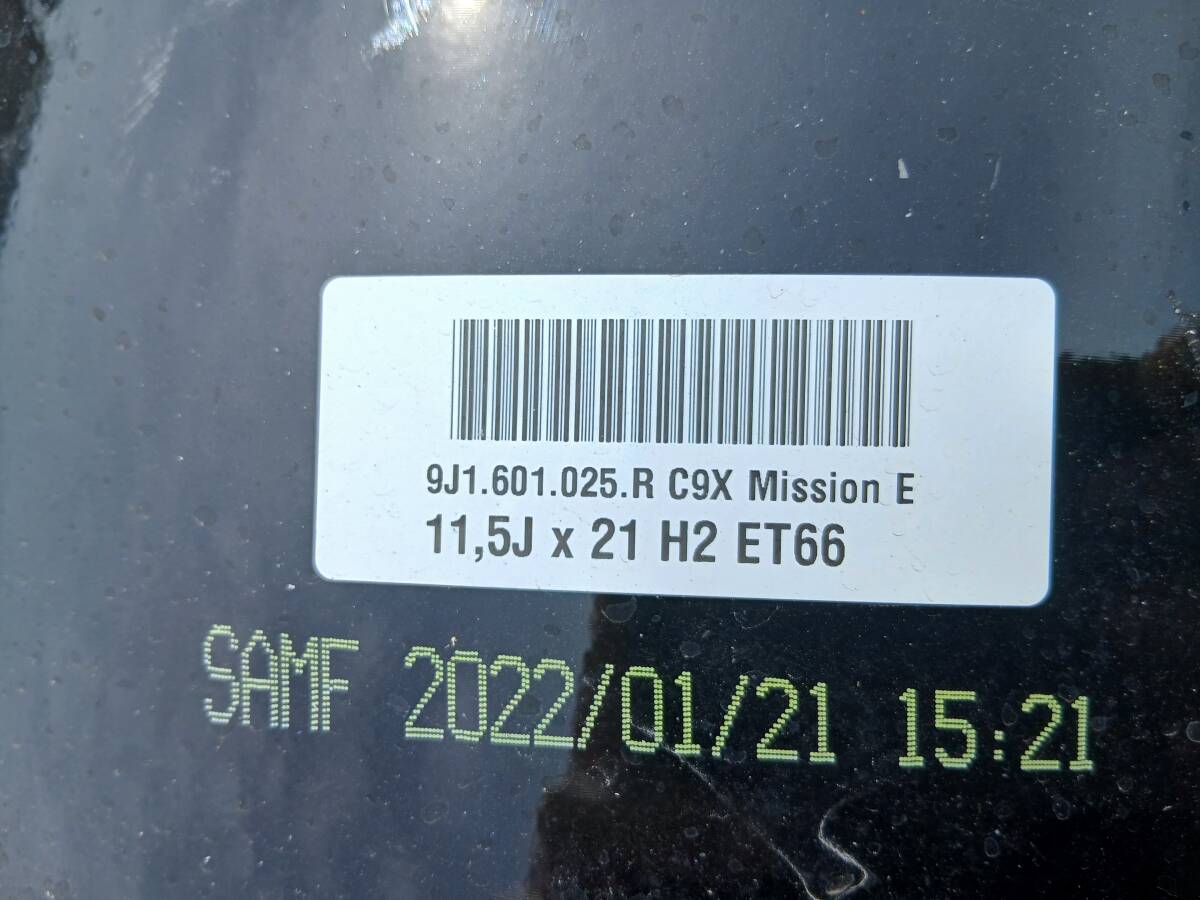 9J1.601.025.R C9X Mission E
11,5J x 21 H2 ET66
SAMF 2022/01/21 15:21